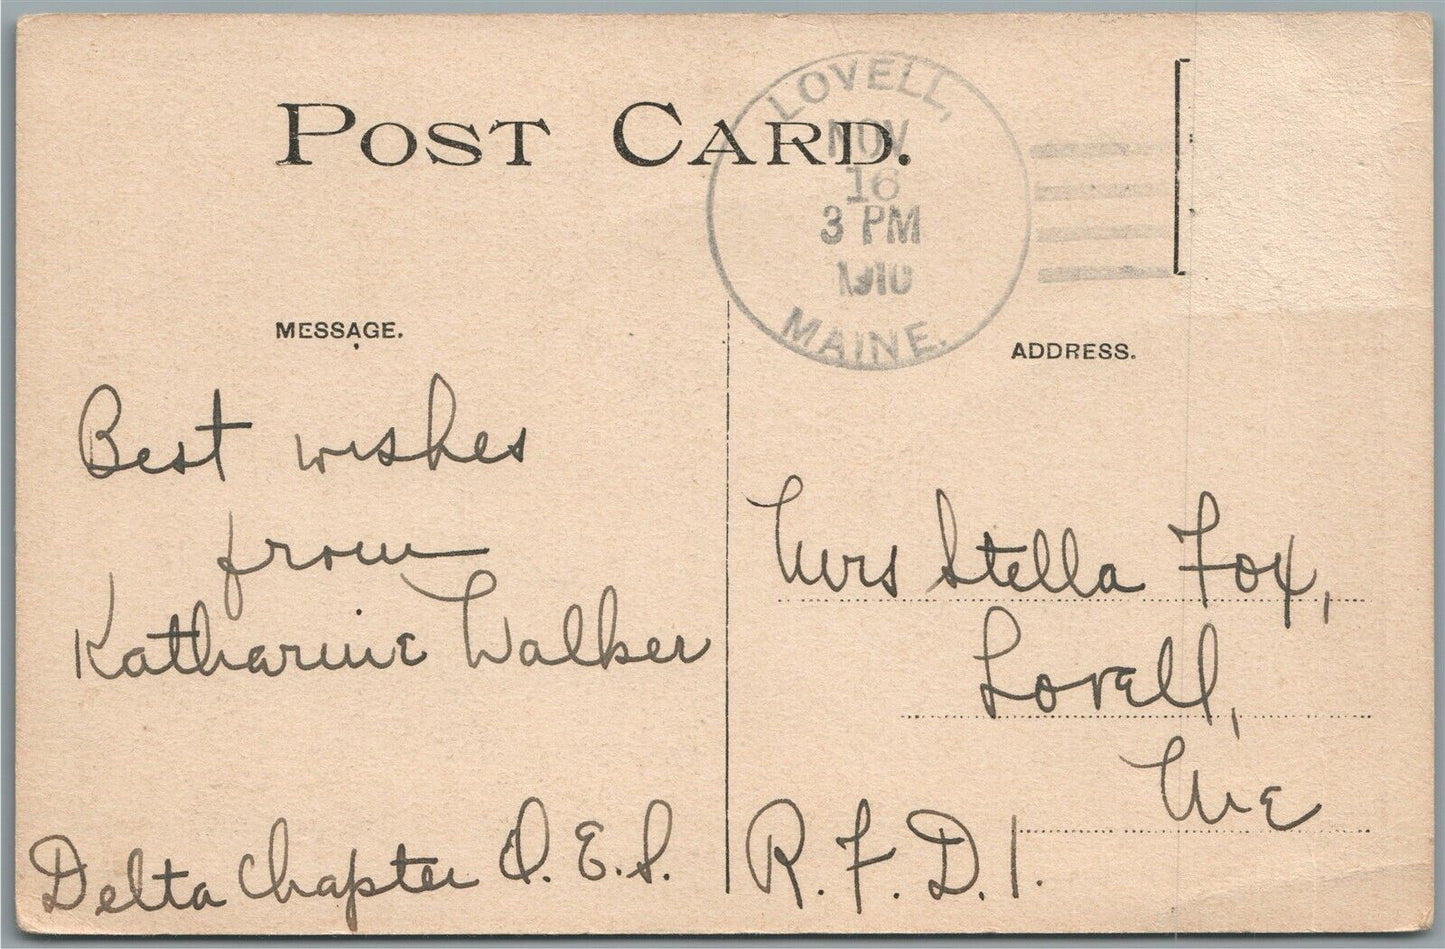 POST CARD.
LOVELL,
NOV
16
3 PM
1910
MAINE.
MESSAGE.
ADDRESS.
Best wishes
from
Katharine Walker
Delta Chapter O.E.S.
Mrs Stella Fox,
Lovell,
Me
R.F.D.1.